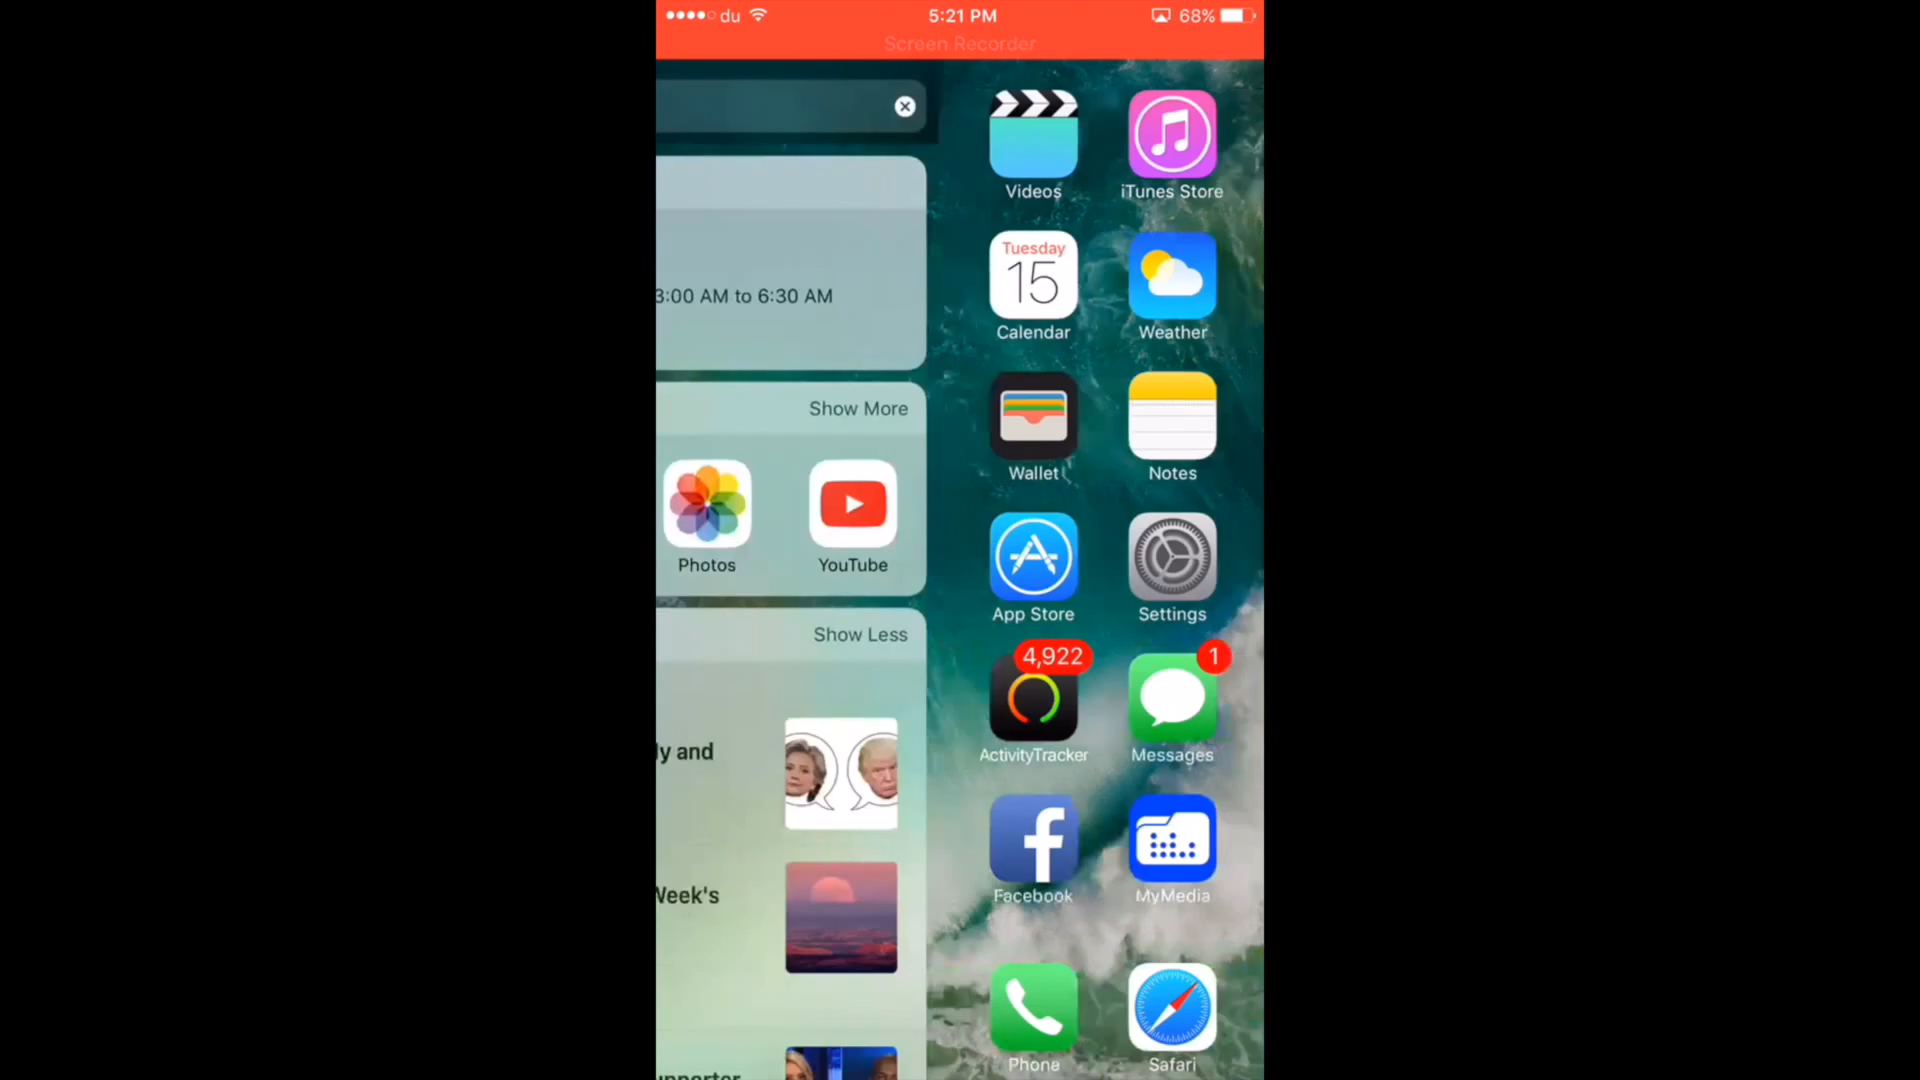 du 5:21 PM 68%
Screen Recorder
Videos iTunes Store
Tuesday
15
Calendar Weather
3:00 AM to 6:30 AM
Show More
Wallet Notes
Photos YouTube
App Store Settings
Show Less
4,922 1
ActivityTracker Messages
and
Week's
Facebook MyMedia
Phone Safari